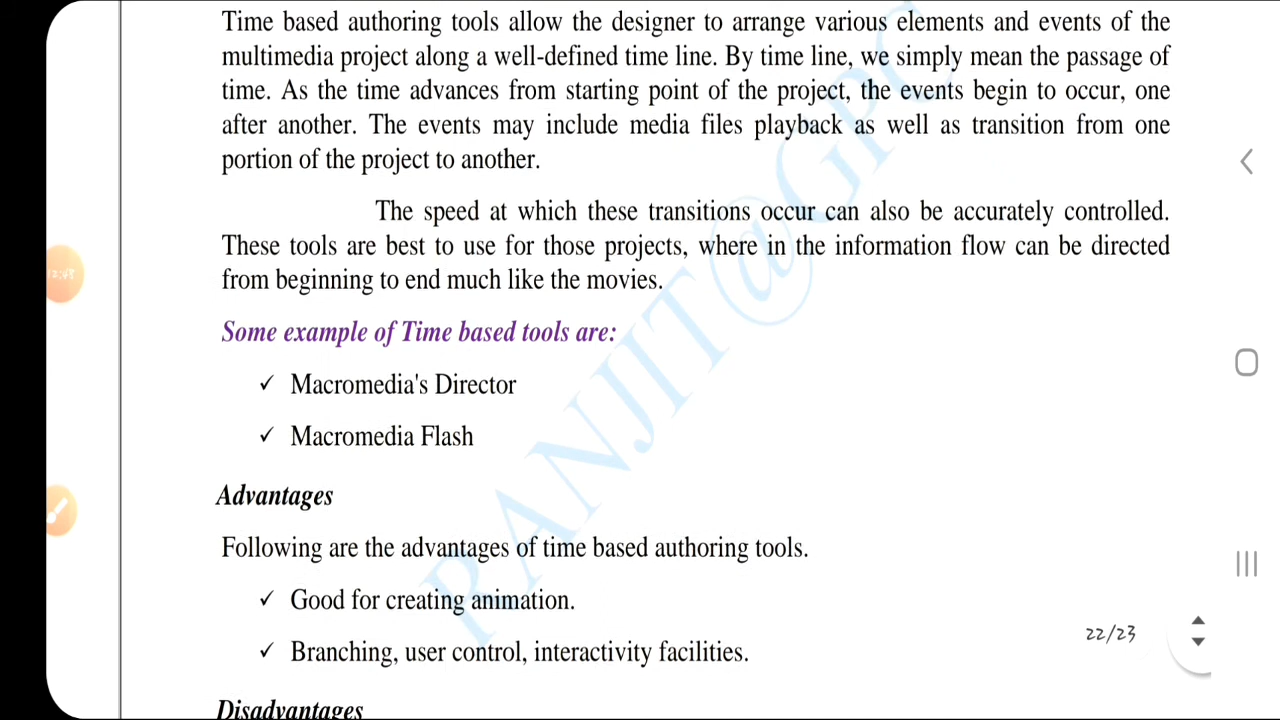 Time based authoring tools allow the designer to arrange various elements and events of the
multimedia project along a well-defined time line. By time line, we simply mean the passage of
time. As the time advances from starting point of the project, the events begin to occur, one
after another. The events may include media files playback as well as transition from one
portion of the project to another.
The speed at which these transitions occur can also be accurately controlled.
These tools are best to use for those projects, where in the information flow can be directed
from beginning to end much like the movies.
Some example of Time based tools are:
✓ Macromedia's Director
✓ Macromedia Flash
Advantages
Following are the advantages of time based authoring tools.
✓ Good for creating animation.
✓ Branching, user control, interactivity facilities.
Disadvantages
RANJIT@GPC
22/23